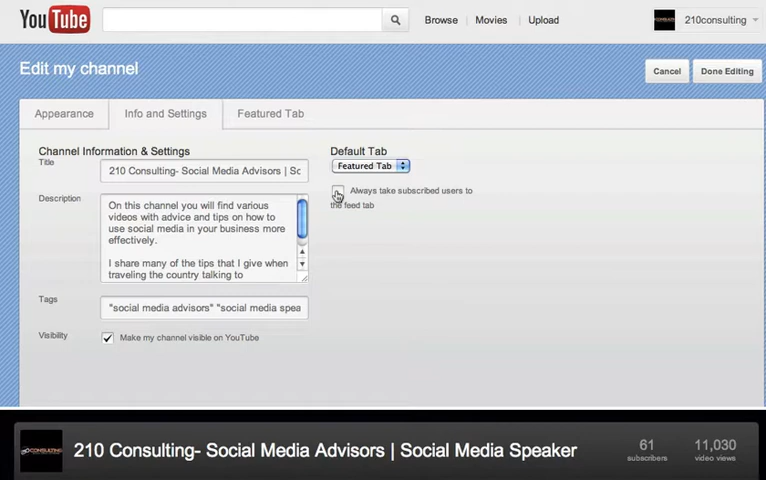 YouTube
Browse Movies Upload 210consulting
Edit my channel
Cancel Done Editing
Appearance Info and Settings Featured Tab
Channel Information & Settings
Title
210 Consulting- Social Media Advisors | Sc
Description
On this channel you will find various
videos with advice and tips on how to
use social media in your business more
effectively.
I share many of the tips that I give when
traveling the country talking to
Tags
"social media advisors" "social media spea
Visibility
Make my channel visible on YouTube
Default Tab
Featured Tab
Always take subscribed users to
the feed tab
CONSULTING
210 Consulting- Social Media Advisors | Social Media Speaker
61
subscribers
11,030
video views